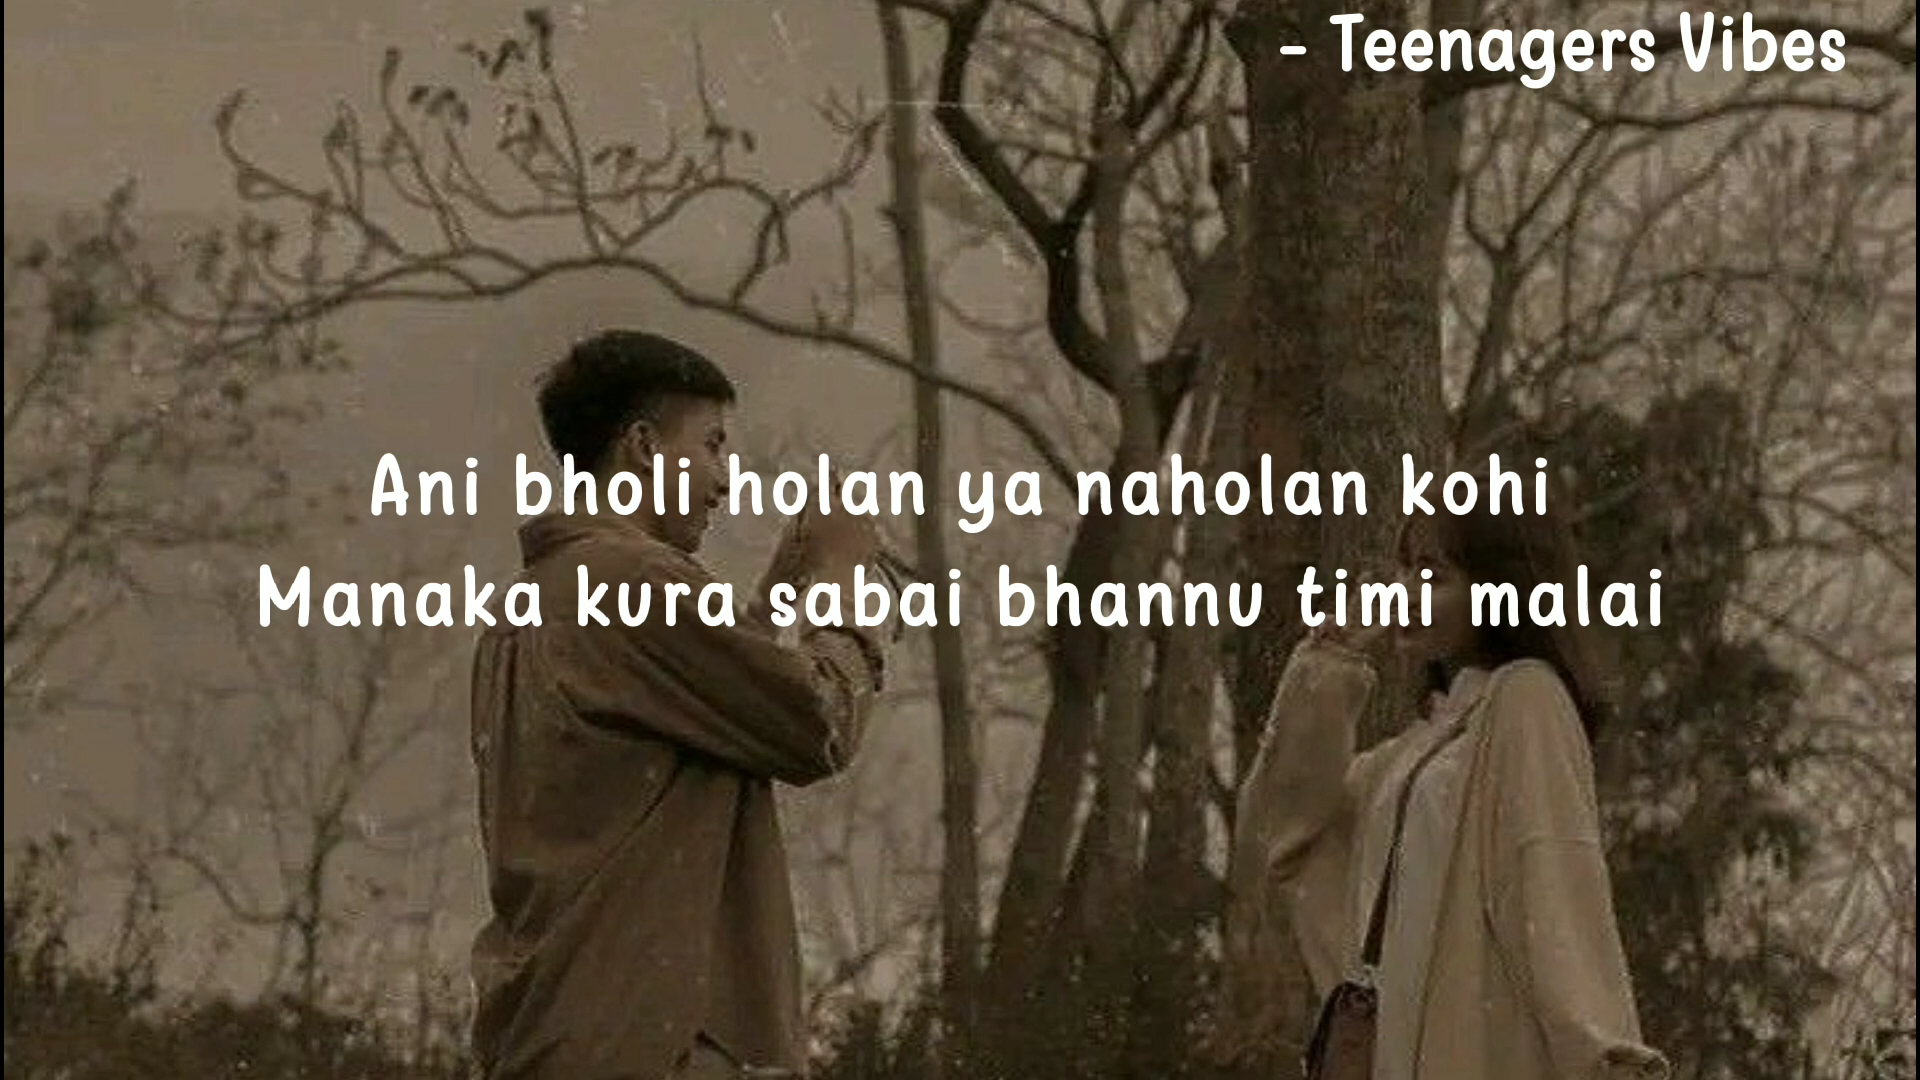 - Teenagers Vibes
Ani bholi holan ya naholan kohi
Manaka kura sabai bhannu timi malai